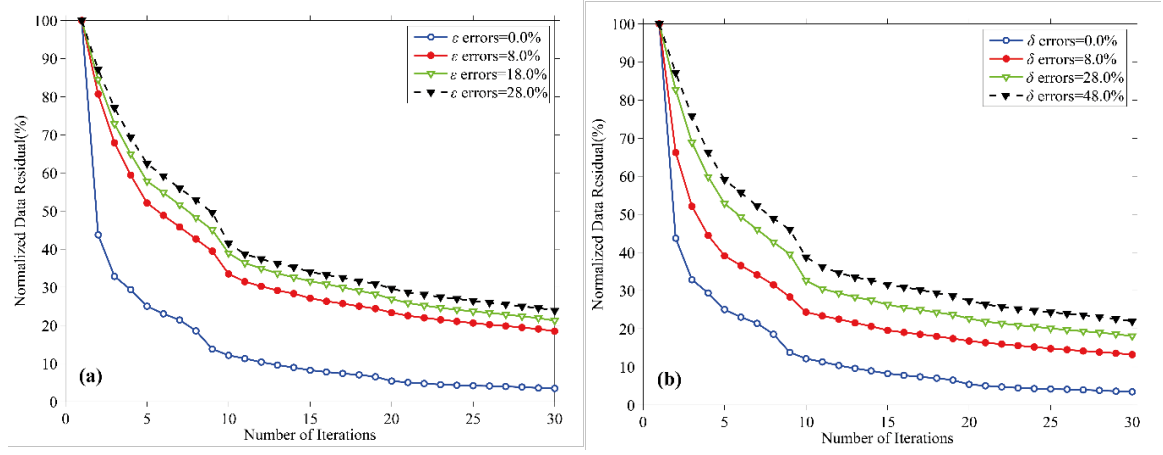 100
90
80
70
60
50
40
30
20
10
0
Normalized Data Residual(%)
ε errors=0.0%
ε errors=8.0%
ε errors=18.0%
ε errors=28.0%
(a)
0 5 10 15 20 25 30
Number of Iterations
100
90
80
70
60
50
40
30
20
10
0
Normalized Data Residual(%)
δ errors=0.0%
δ errors=8.0%
δ errors=28.0%
δ errors=48.0%
(b)
0 5 10 15 20 25 30
Number of Iterations